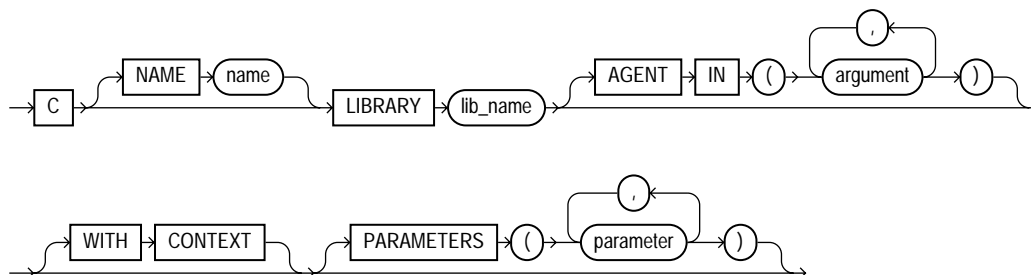 ,
NAME name AGENT IN ( argument )
C LIBRARY lib_name
,
WITH CONTEXT PARAMETERS ( parameter )